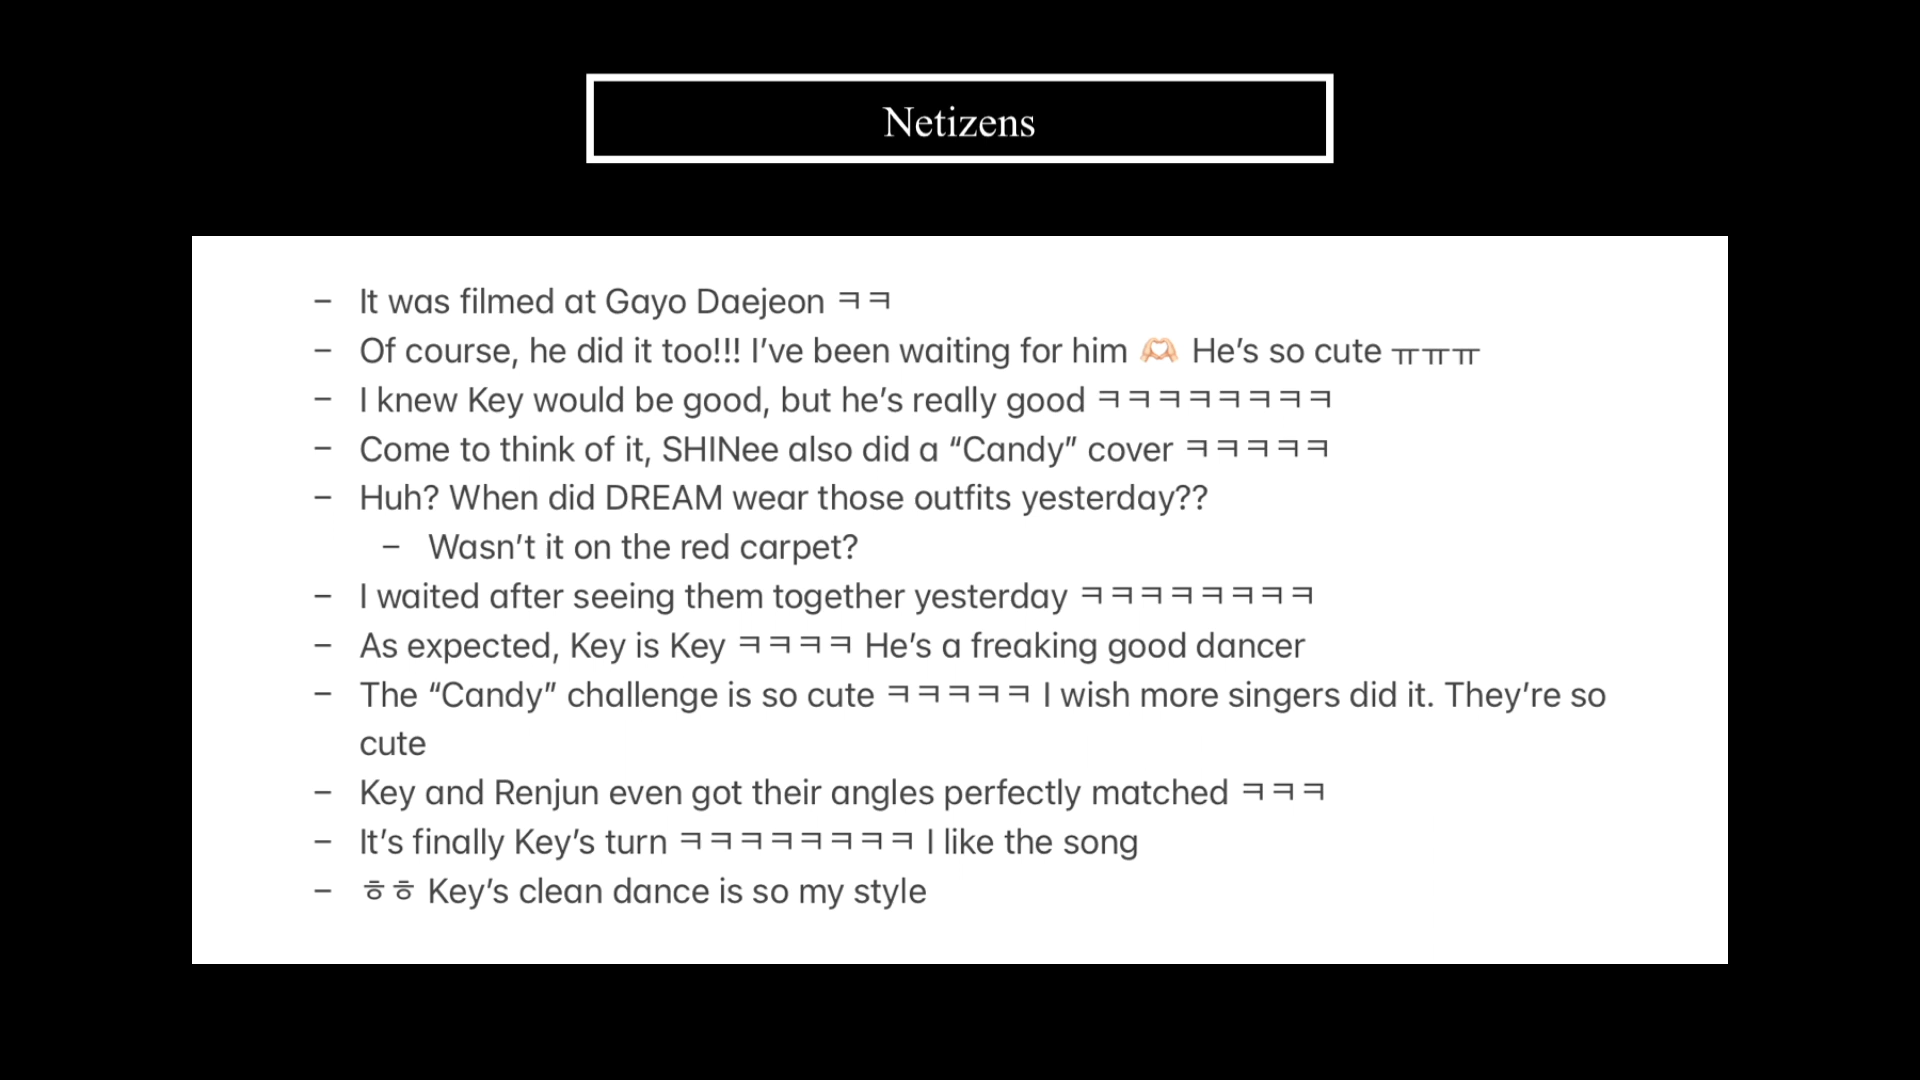 Netizens
– It was filmed at Gayo Daejeon ㅋㅋ
– Of course, he did it too!!! I’ve been waiting for him 🫶🏻 He’s so cute ㅠㅠㅠ
– I knew Key would be good, but he’s really good ㅋㅋㅋㅋㅋㅋㅋㅋ
– Come to think of it, SHINee also did a “Candy” cover ㅋㅋㅋㅋㅋ
– Huh? When did DREAM wear those outfits yesterday??
– Wasn’t it on the red carpet?
– I waited after seeing them together yesterday ㅋㅋㅋㅋㅋㅋㅋㅋ
– As expected, Key is Key ㅋㅋㅋㅋ He’s a freaking good dancer
– The “Candy” challenge is so cute ㅋㅋㅋㅋㅋ I wish more singers did it. They’re so
cute
– Key and Renjun even got their angles perfectly matched ㅋㅋㅋ
– It’s finally Key’s turn ㅋㅋㅋㅋㅋㅋㅋㅋ I like the song
– ㅎㅎ Key’s clean dance is so my style